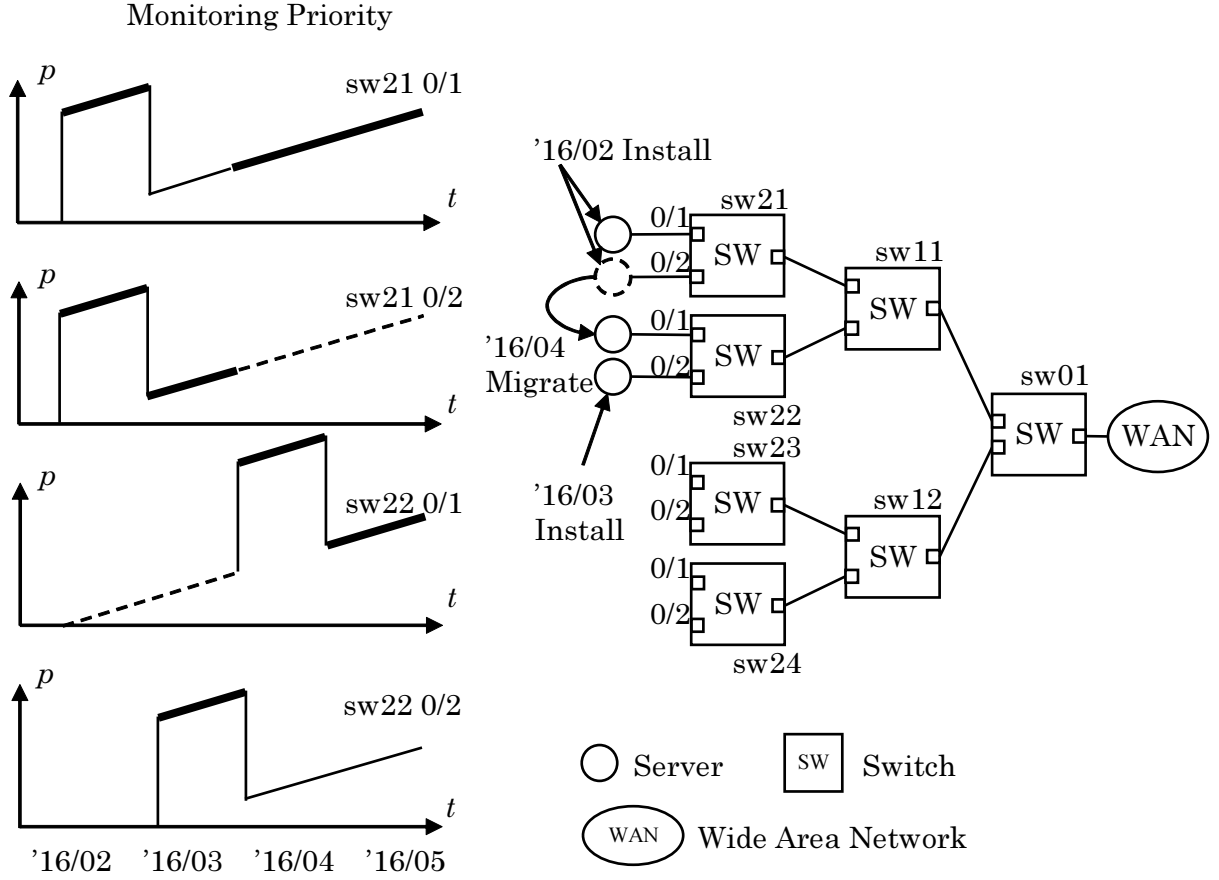 Monitoring Priority
p
sw21 0/1
t
p
sw21 0/2
t
p
sw22 0/1
t
p
sw22 0/2
t
’16/02
’16/03
’16/04
’16/05
’16/02 Install
’16/04
Migrate
’16/03
Install
sw21
0/1
0/2
SW
0/1
0/2
SW
sw22
sw23
0/1
0/2
SW
0/1
0/2
SW
sw24
sw11
SW
sw12
SW
sw01
SW
WAN
Server
SW
Switch
WAN
Wide Area Network